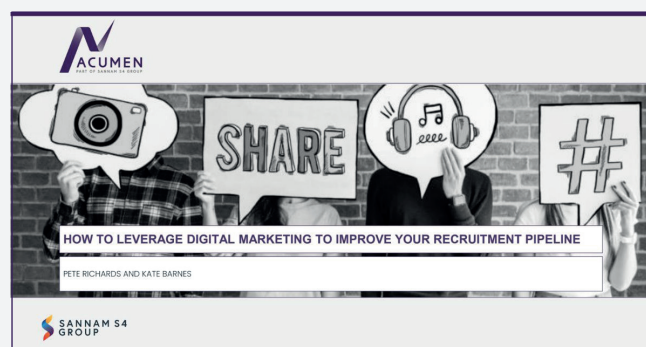 ACUMEN
PART OF SANNAM S4 GROUP
SHARE
#
HOW TO LEVERAGE DIGITAL MARKETING TO IMPROVE YOUR RECRUITMENT PIPELINE
PETE RICHARDS AND KATE BARNES
SANNAM S4
GROUP